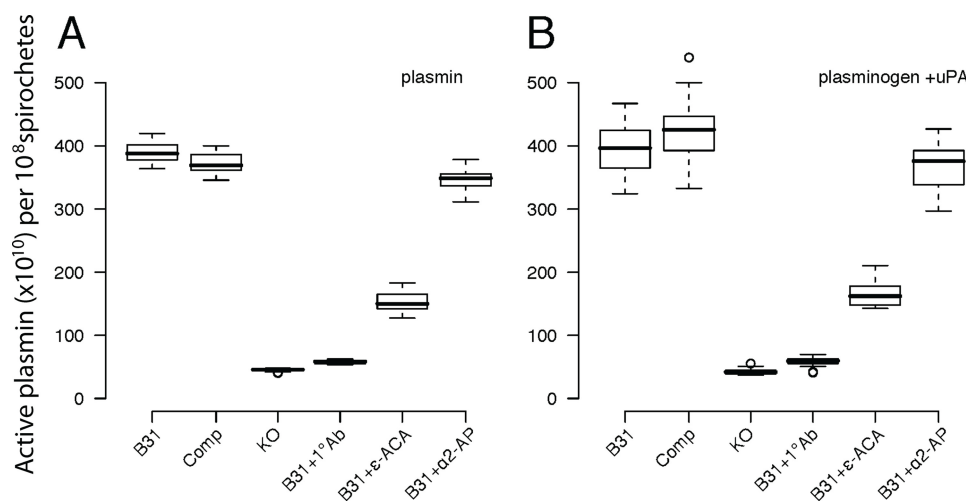 A
B
Active plasmin (x10¹⁰) per 10⁸spirochetes
plasmin
500
400
300
200
100
0
B31
Comp
KO
B31+1°Ab
B31+ε-ACA
B31+α2-AP
plasminogen +uPA
500
400
300
200
100
0
B31
Comp
KO
B31+1°Ab
B31+ε-ACA
B31+α2-AP